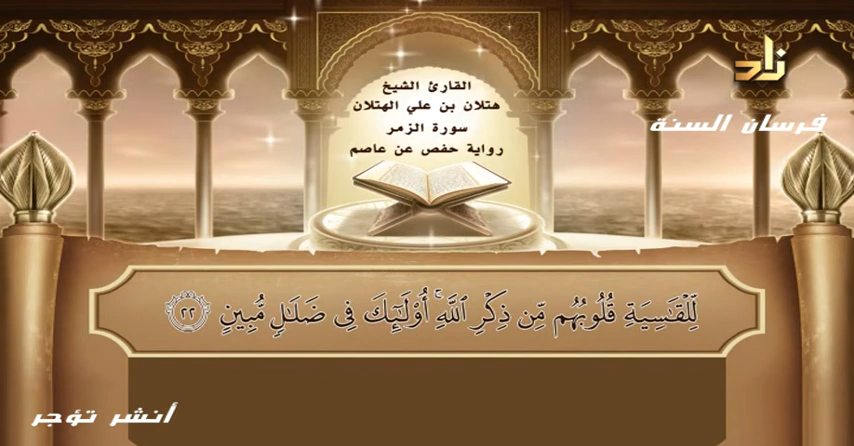 زاد
فرسان السنة
القارئ الشيخ
هتلان بن علي الهتلان
سورة الزمر
رواية حفص عن عاصم
لِّلْقَٰسِيَةِ قُلُوبُهُم مِّن ذِكْرِ ٱللَّهِۚ أُو۟لَٰٓئِكَ فِى ضَلَٰلٍ مُّبِينٍ ٢٢
أنشر تؤجر